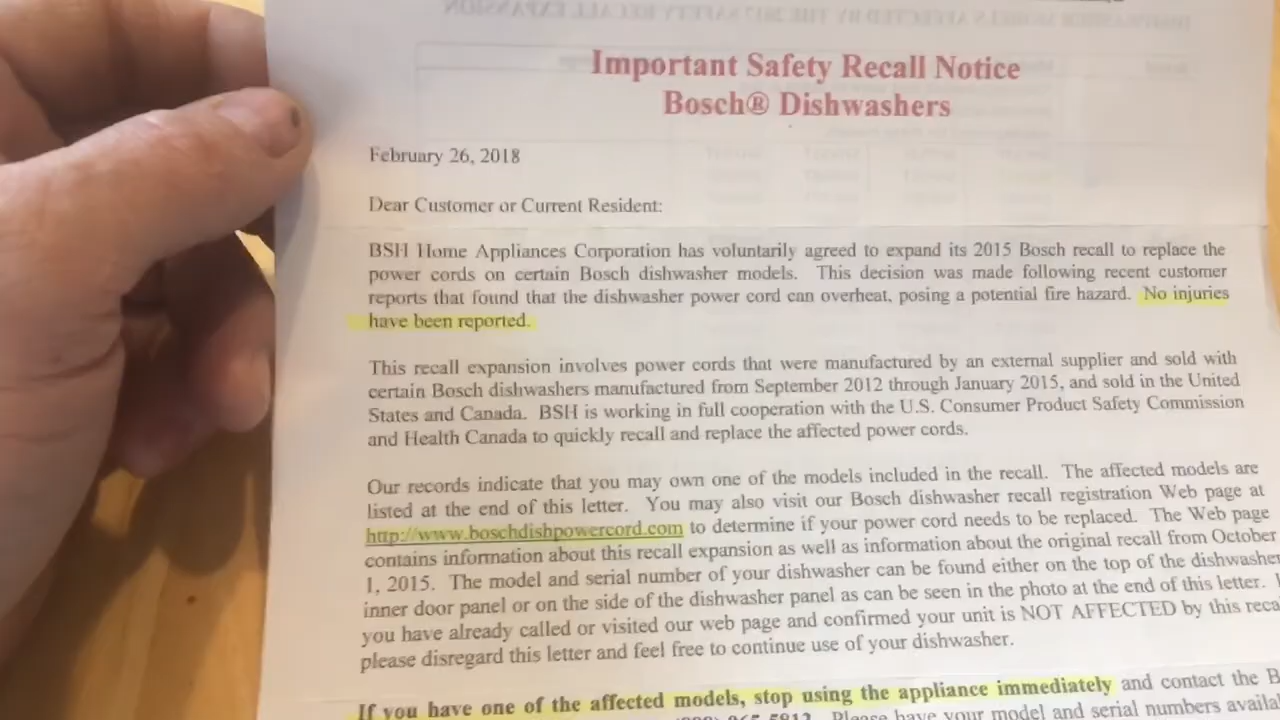 Important Safety Recall Notice
Bosch® Dishwashers
February 26, 2018
Dear Customer or Current Resident:
BSH Home Appliances Corporation has voluntarily agreed to expand its 2015 Bosch recall to replace the
power cords on certain Bosch dishwasher models. This decision was made following recent customer
reports that found that the dishwasher power cord can overheat, posing a potential fire hazard. No injuries
have been reported.
This recall expansion involves power cords that were manufactured by an external supplier and sold with
certain Bosch dishwashers manufactured from September 2012 through January 2015, and sold in the United
States and Canada. BSH is working in full cooperation with the U.S. Consumer Product Safety Commission
and Health Canada to quickly recall and replace the affected power cords.
Our records indicate that you may own one of the models included in the recall. The affected models are
listed at the end of this letter. You may also visit our Bosch dishwasher recall registration Web page at
http://www.boschdishpowercord.com to determine if your power cord needs to be replaced. The Web page
contains information about this recall expansion as well as information about the original recall from October
1, 2015. The model and serial number of your dishwasher can be found either on the top of the dishwasher
inner door panel or on the side of the dishwasher panel as can be seen in the photo at the end of this letter.
you have already called or visited our web page and confirmed your unit is NOT AFFECTED by this reca
please disregard this letter and feel free to continue use of your dishwasher.
If you have one of the affected models, stop using the appliance immediately and contact the B
Please have your model and serial numbers availa